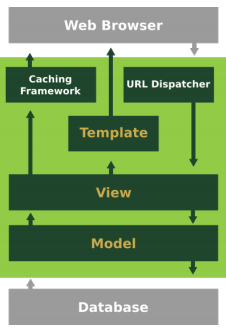 Web Browser
Caching
Framework
URL Dispatcher
Template
View
Model
Database